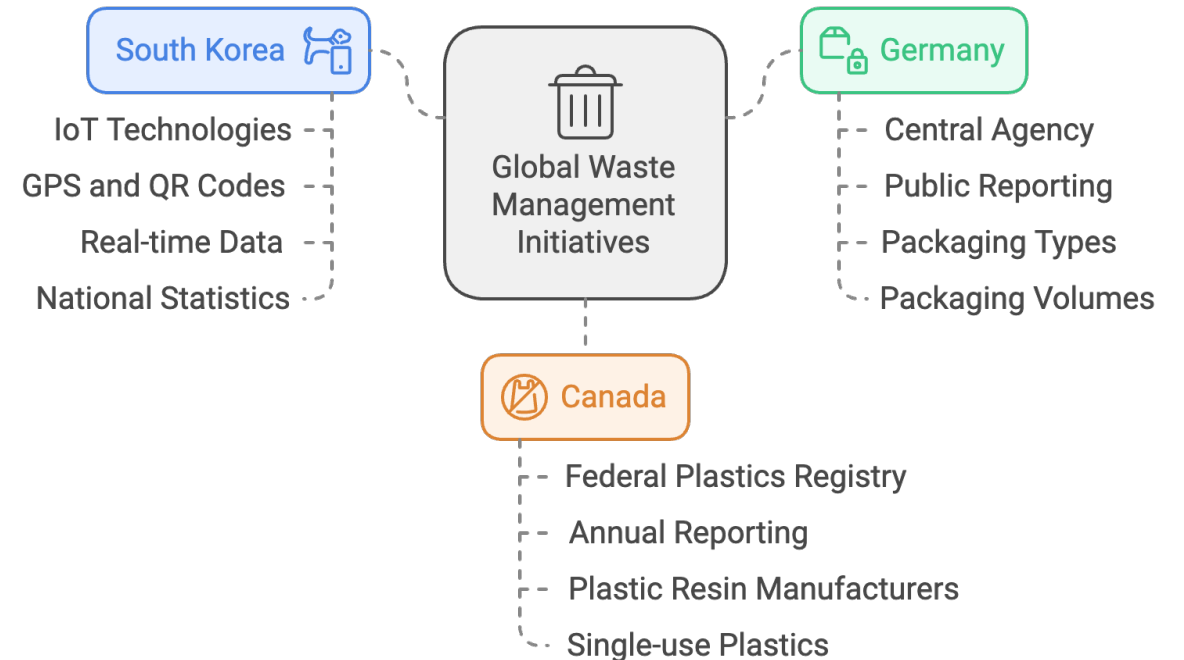 South Korea
IoT Technologies
GPS and QR Codes
Real-time Data
National Statistics
Global Waste
Management
Initiatives
Germany
Central Agency
Public Reporting
Packaging Types
Packaging Volumes
Canada
Federal Plastics Registry
Annual Reporting
Plastic Resin Manufacturers
Single-use Plastics